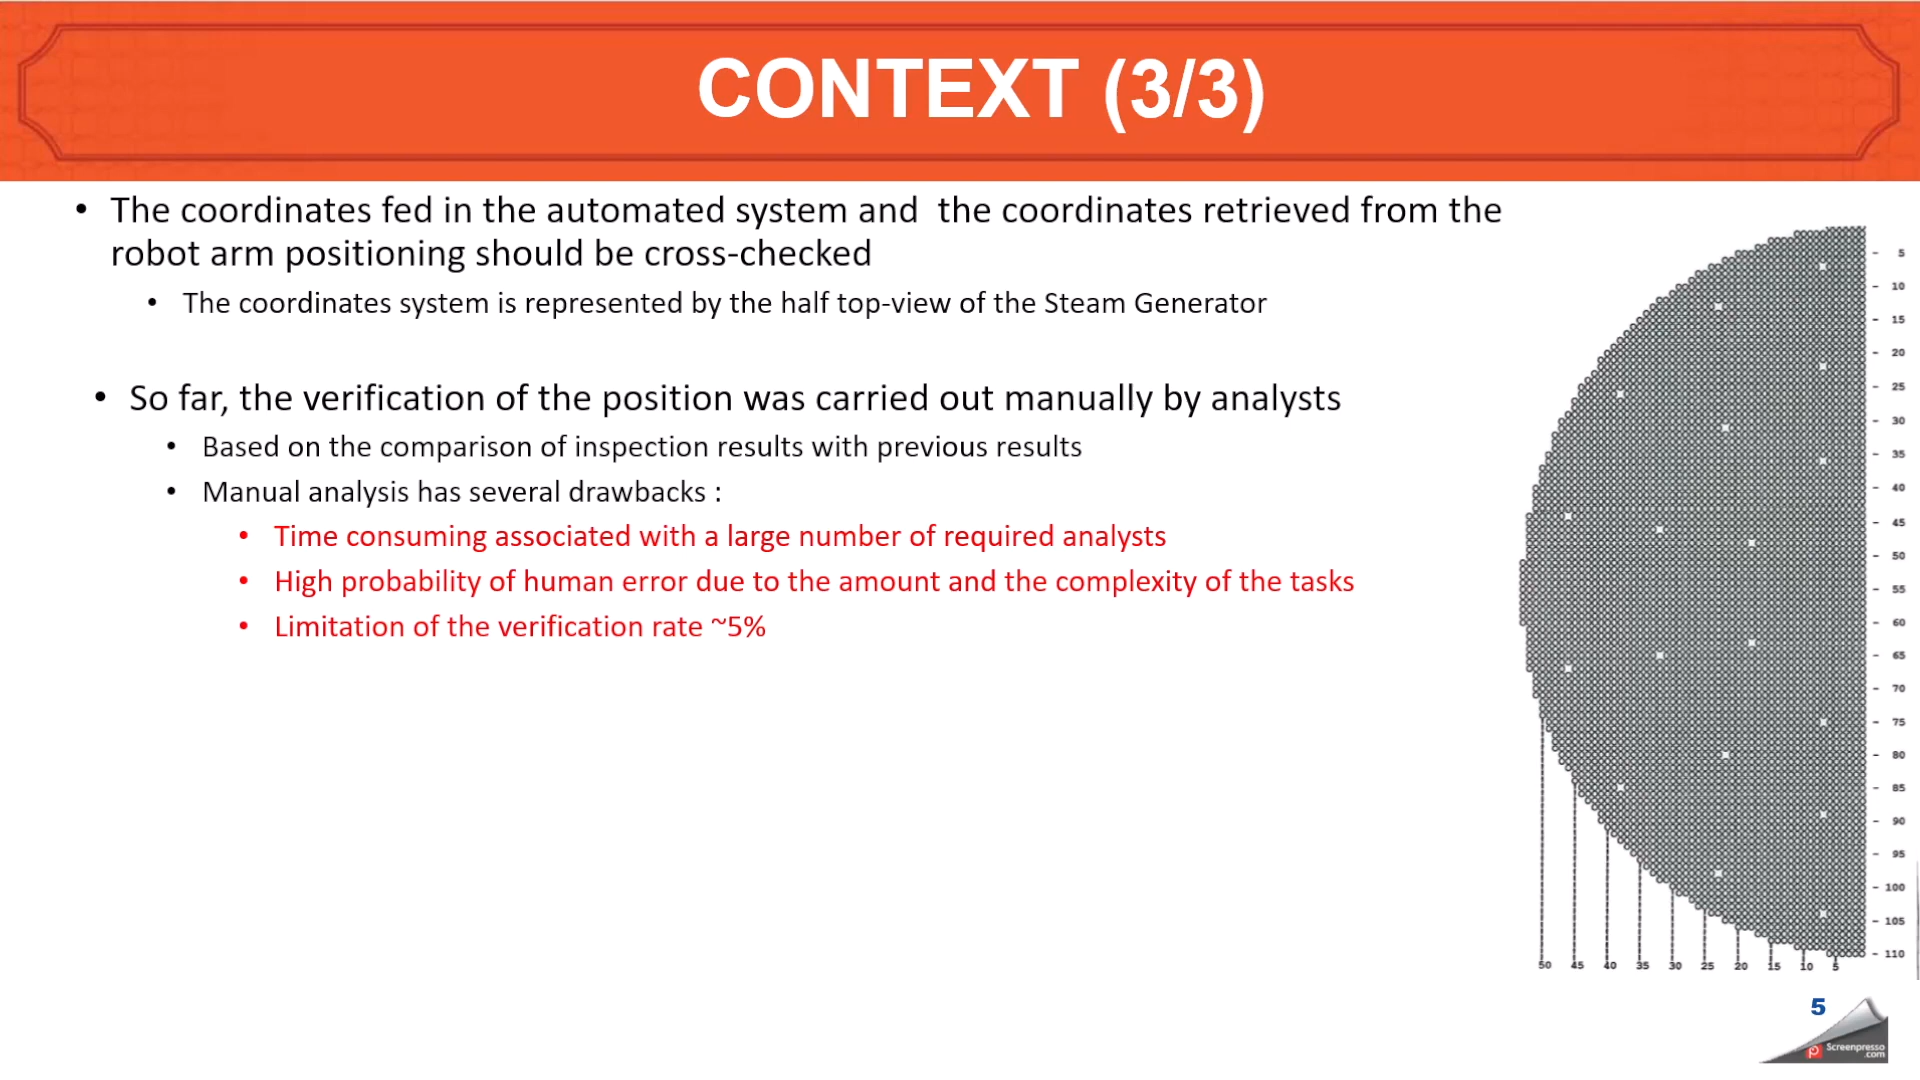 CONTEXT (3/3)
• The coordinates fed in the automated system and  the coordinates retrieved from the
robot arm positioning should be cross-checked
• The coordinates system is represented by the half top-view of the Steam Generator
• So far, the verification of the position was carried out manually by analysts
• Based on the comparison of inspection results with previous results
• Manual analysis has several drawbacks :
• Time consuming associated with a large number of required analysts
• High probability of human error due to the amount and the complexity of the tasks
• Limitation of the verification rate ~5%
5
10
15
20
25
30
35
40
45
50
55
60
65
70
75
80
85
90
95
100
105
110
50 45 40 35 30 25 20 15 10 5
5
Screenpresso
.com